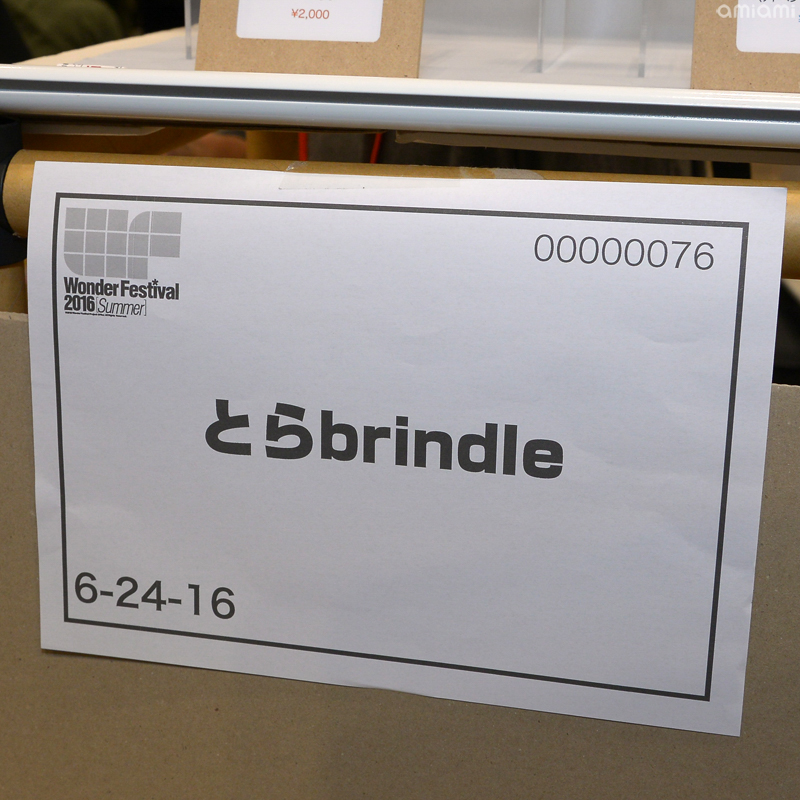 ¥2,000
amiami
00000076
Wonder Festival
2016[Summer]
とらbrindle
6-24-16